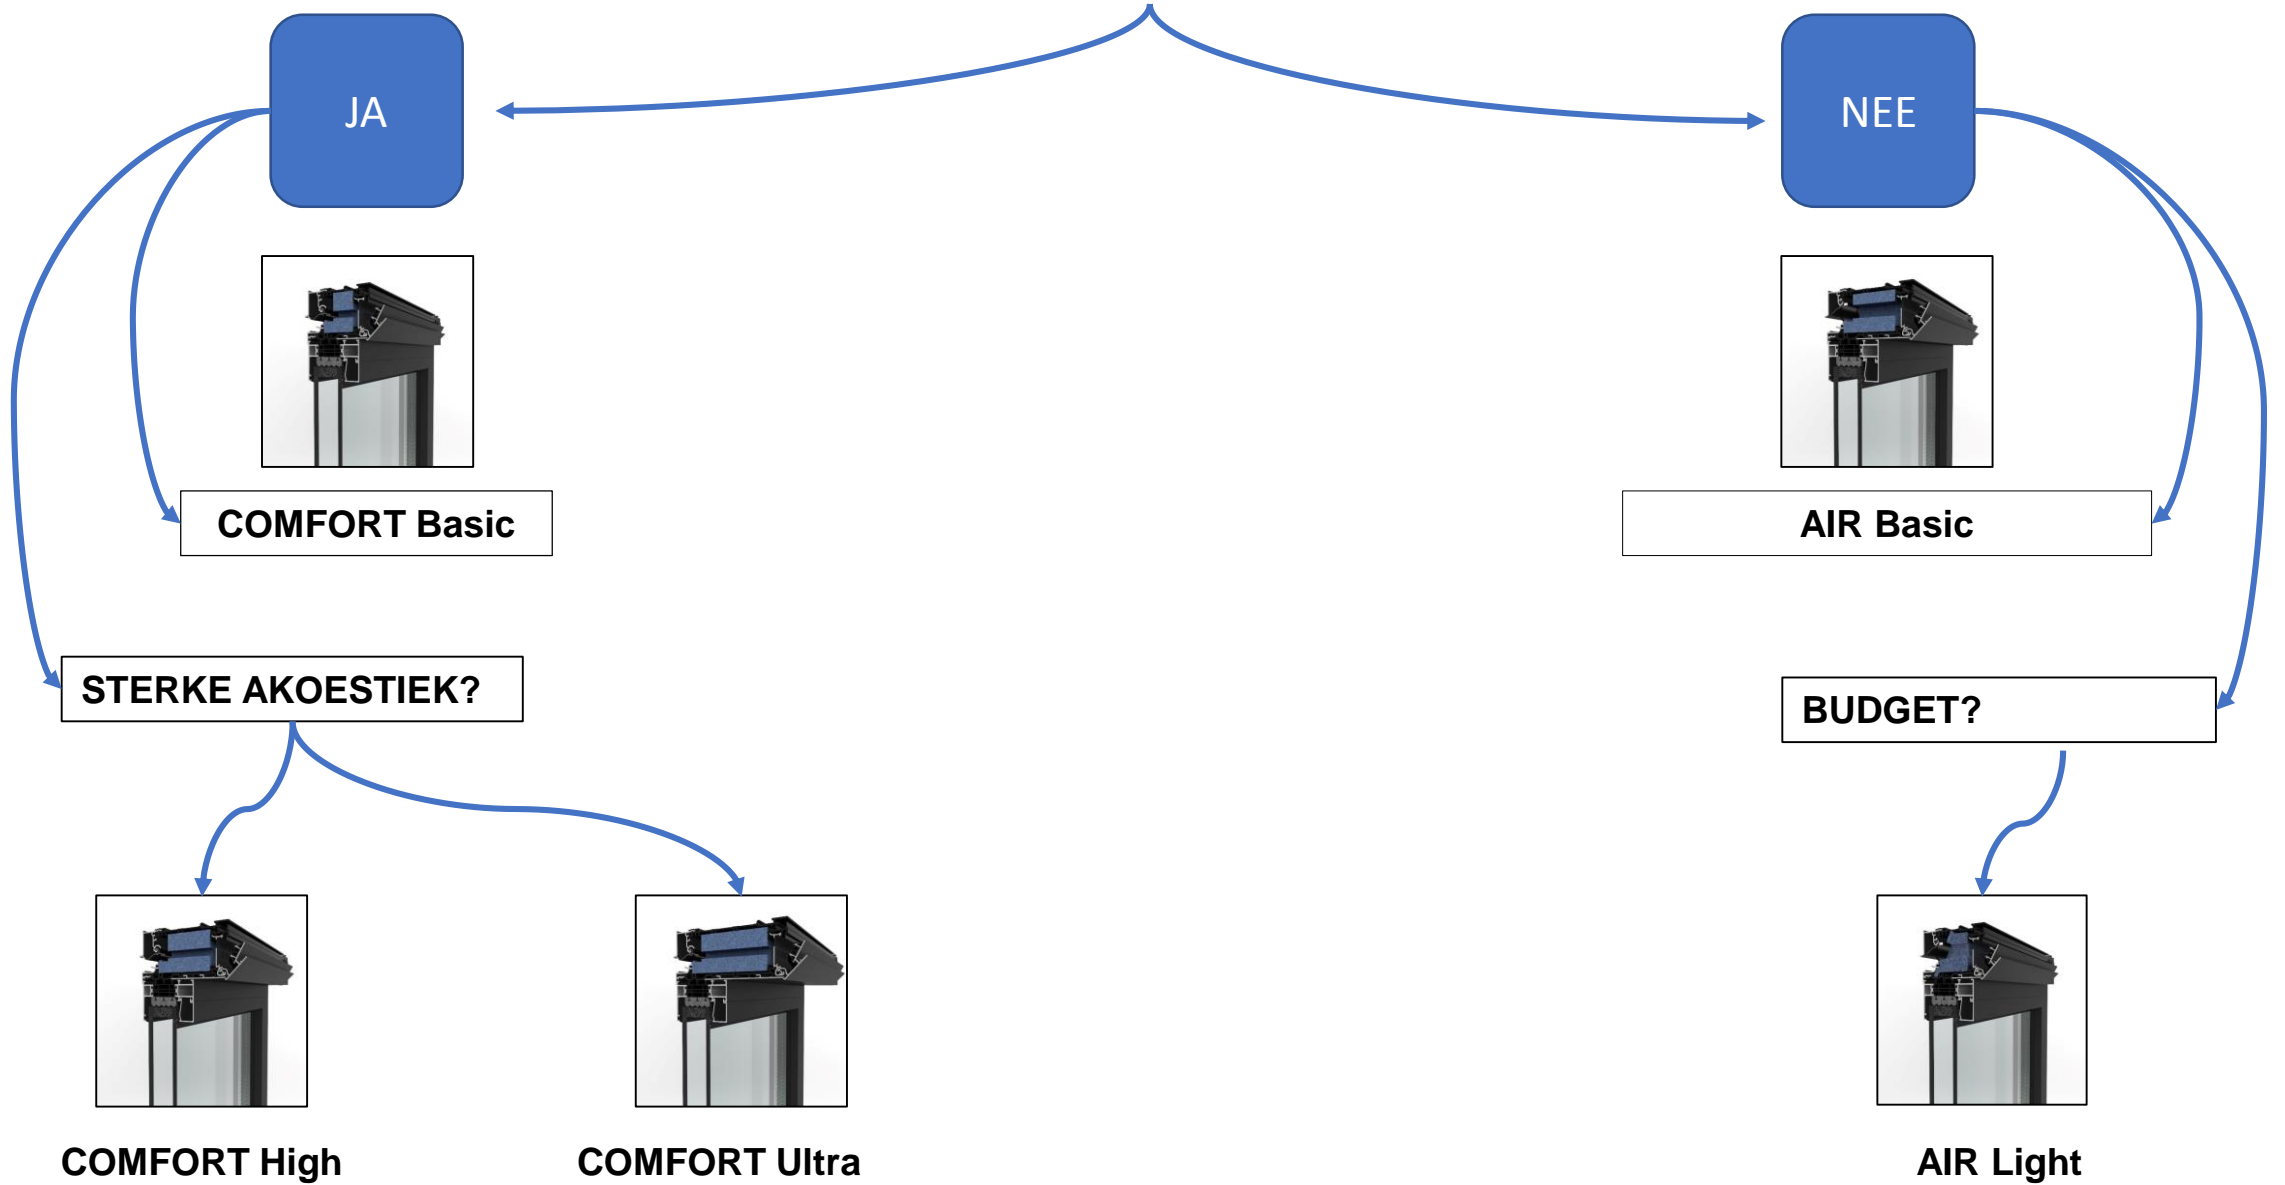 JA
NEE
COMFORT Basic
AIR Basic
STERKE AKOESTIEK?
BUDGET?
COMFORT High
COMFORT Ultra
AIR Light